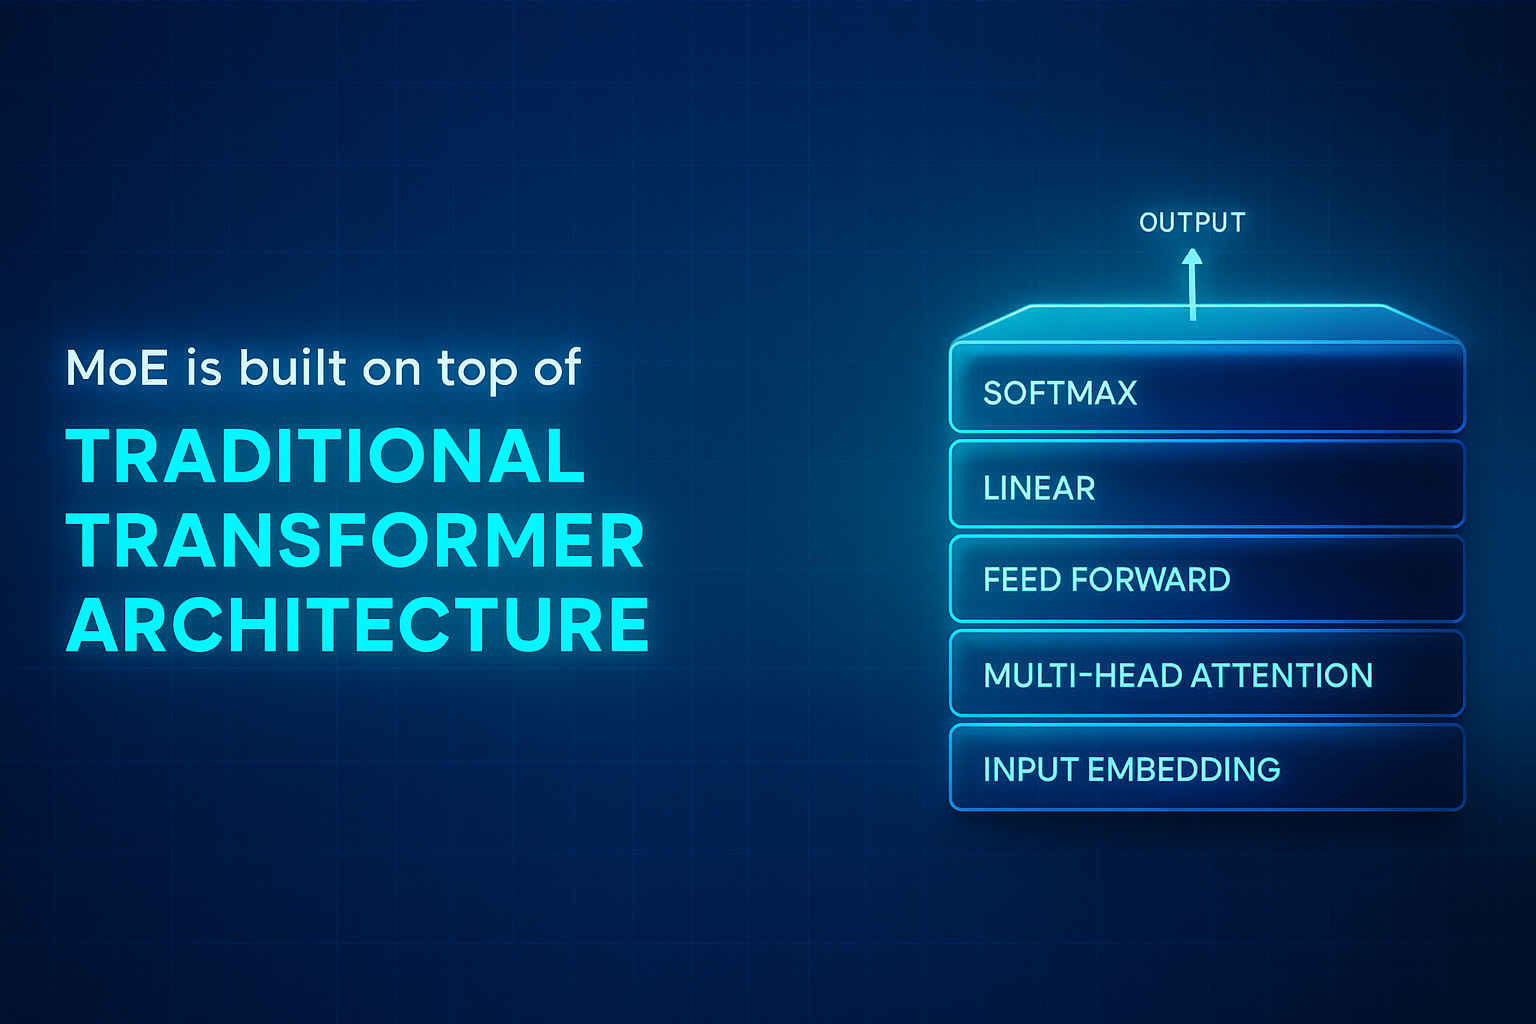 MoE is built on top of
TRADITIONAL
TRANSFORMER
ARCHITECTURE
OUTPUT
SOFTMAX
LINEAR
FEED FORWARD
MULTI-HEAD ATTENTION
INPUT EMBEDDING